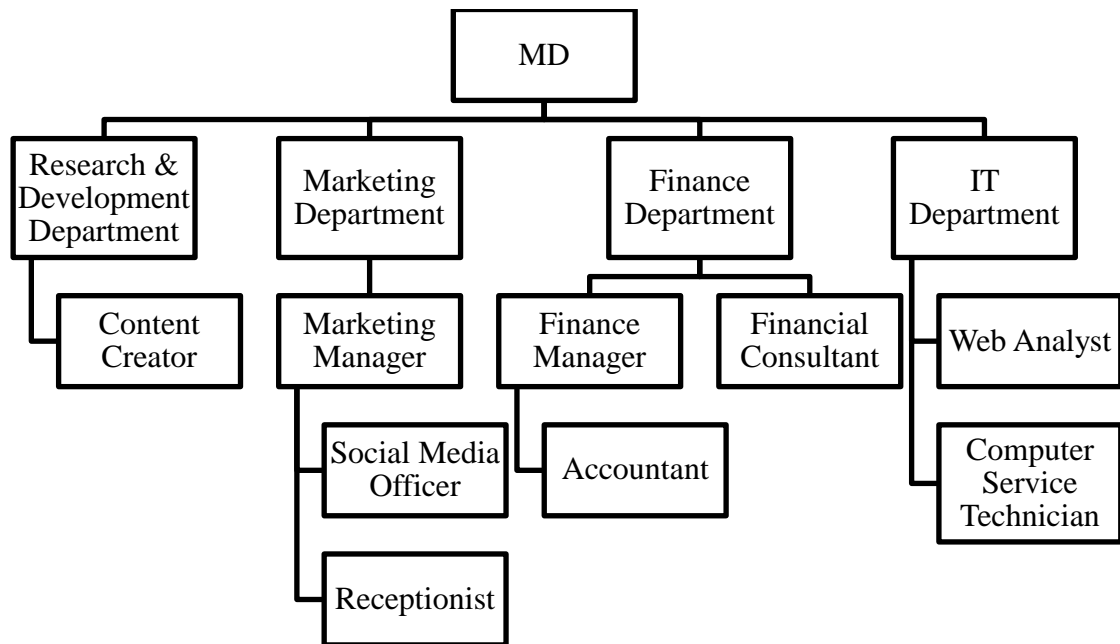 MD
Research &
Development
Department
Marketing
Department
Finance
Department
IT
Department
Content
Creator
Marketing
Manager
Finance
Manager
Financial
Consultant
Web Analyst
Social Media
Officer
Accountant
Computer
Service
Technician
Receptionist